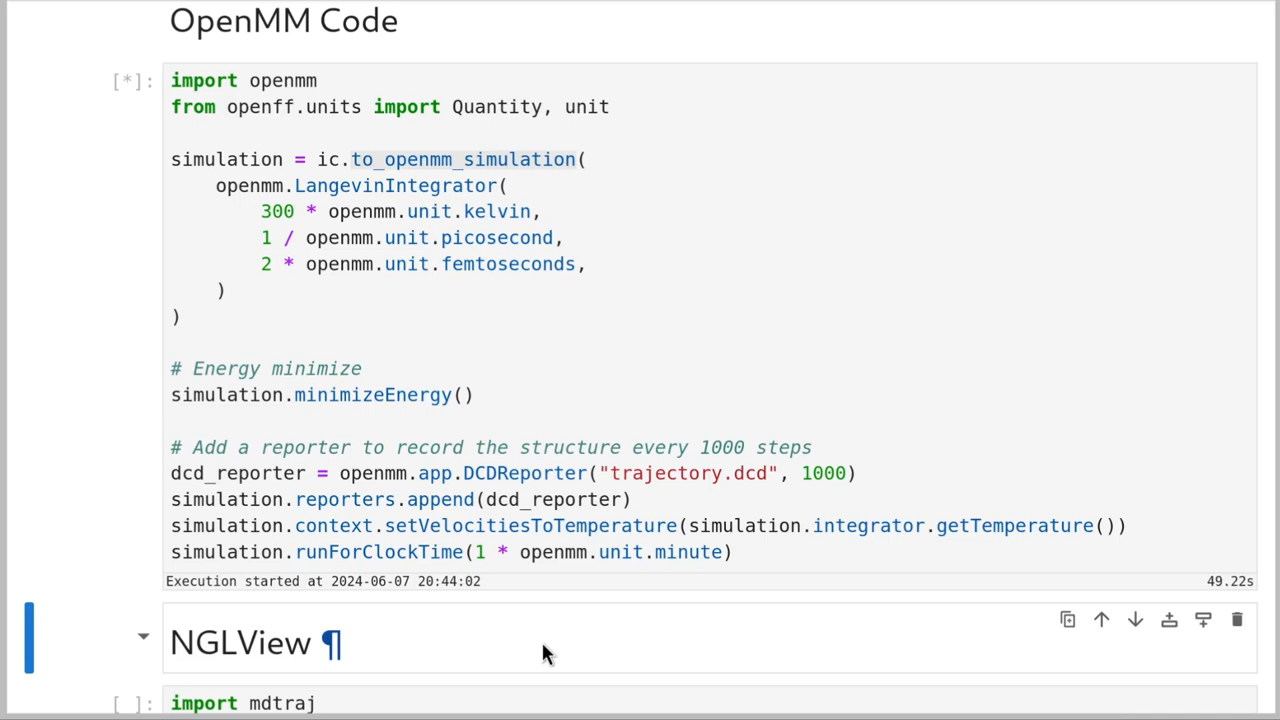 OpenMM Code
[*]:
import openmm
from openff.units import Quantity, unit
simulation = ic.to_openmm_simulation(
    openmm.LangevinIntegrator(
        300 * openmm.unit.kelvin,
        1 / openmm.unit.picosecond,
        2 * openmm.unit.femtoseconds,
    )
)
# Energy minimize
simulation.minimizeEnergy()
# Add a reporter to record the structure every 1000 steps
dcd_reporter = openmm.app.DCDReporter("trajectory.dcd", 1000)
simulation.reporters.append(dcd_reporter)
simulation.context.setVelocitiesToTemperature(simulation.integrator.getTemperature())
simulation.runForClockTime(1 * openmm.unit.minute)
Execution started at 2024-06-07 20:44:02 49.22s
NGLView ¶
[ ]: import mdtraj